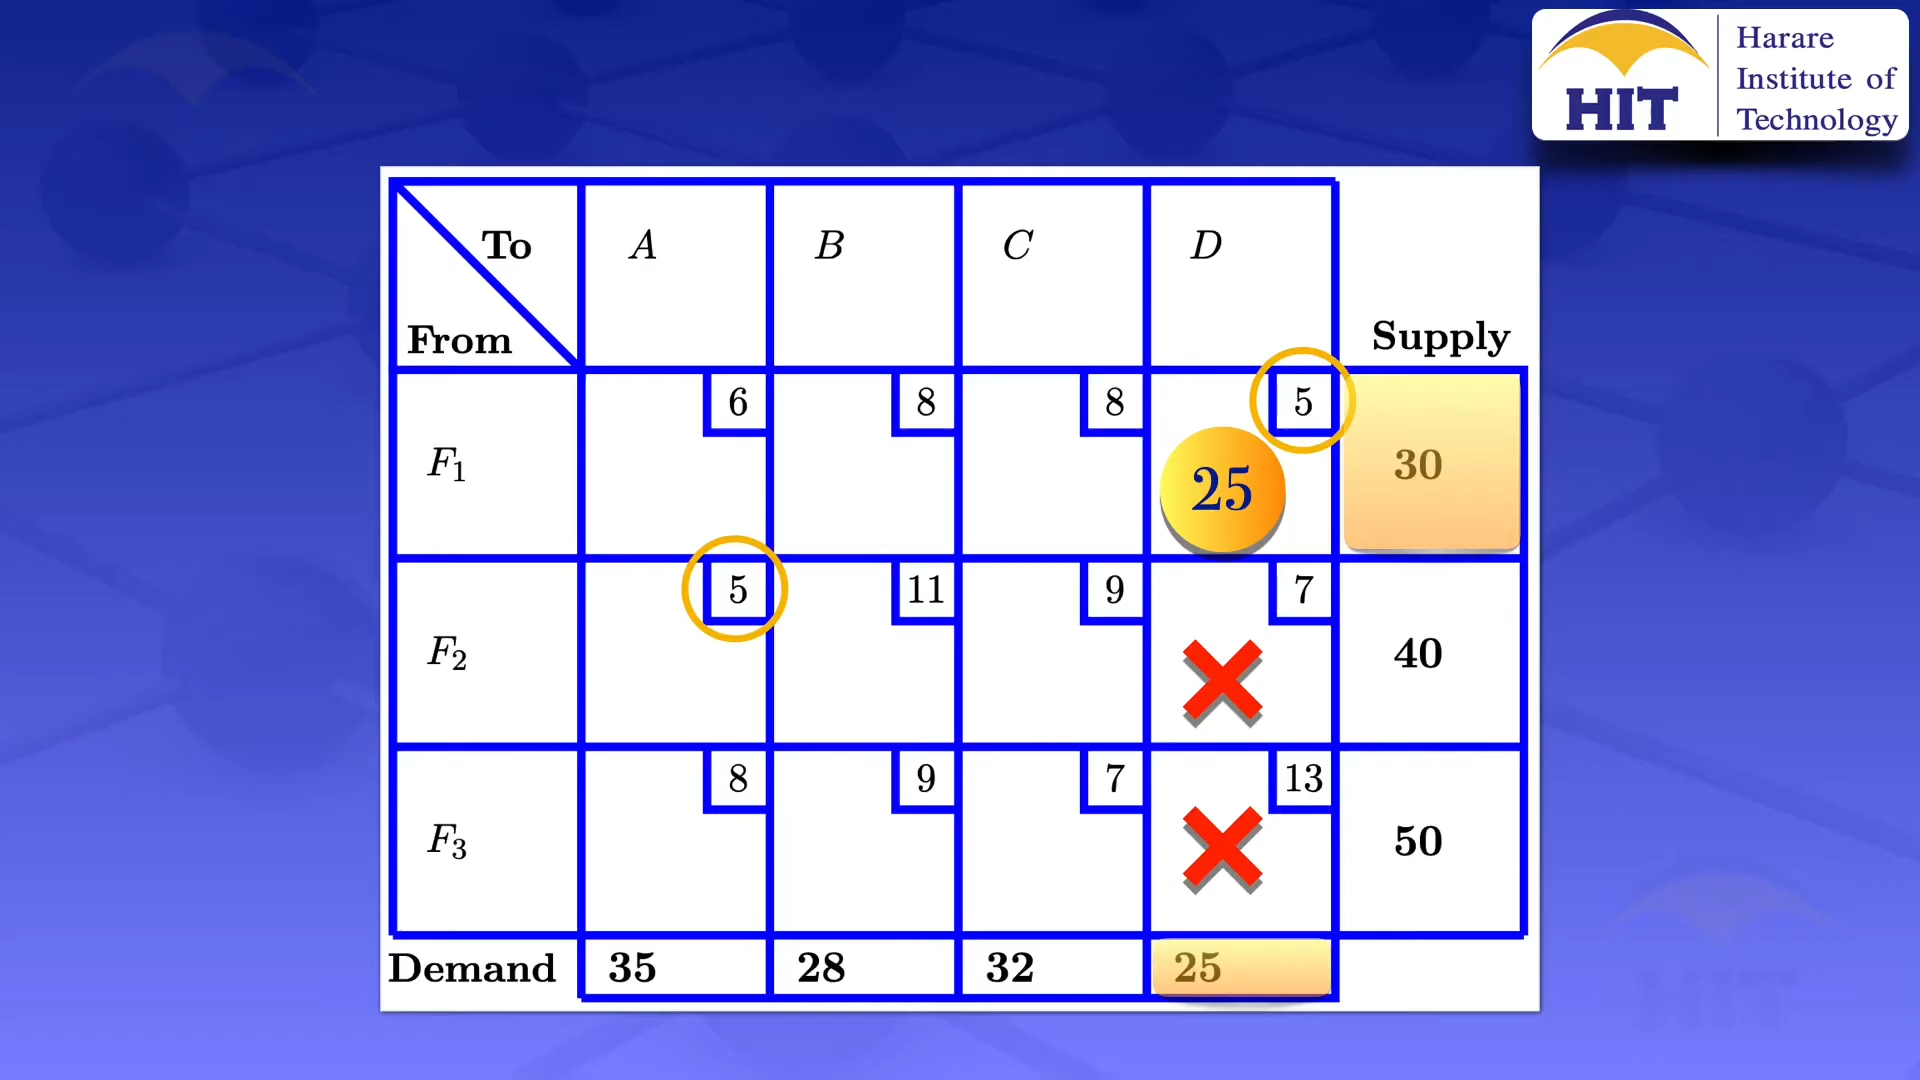 HIT
Harare
Institute of
Technology
To
From
A B C D
Supply
6 8 8 5
F1 25 30
5 11 9 7
F2 40
8 9 7 13
F3 50
Demand 35 28 32 25
HIT